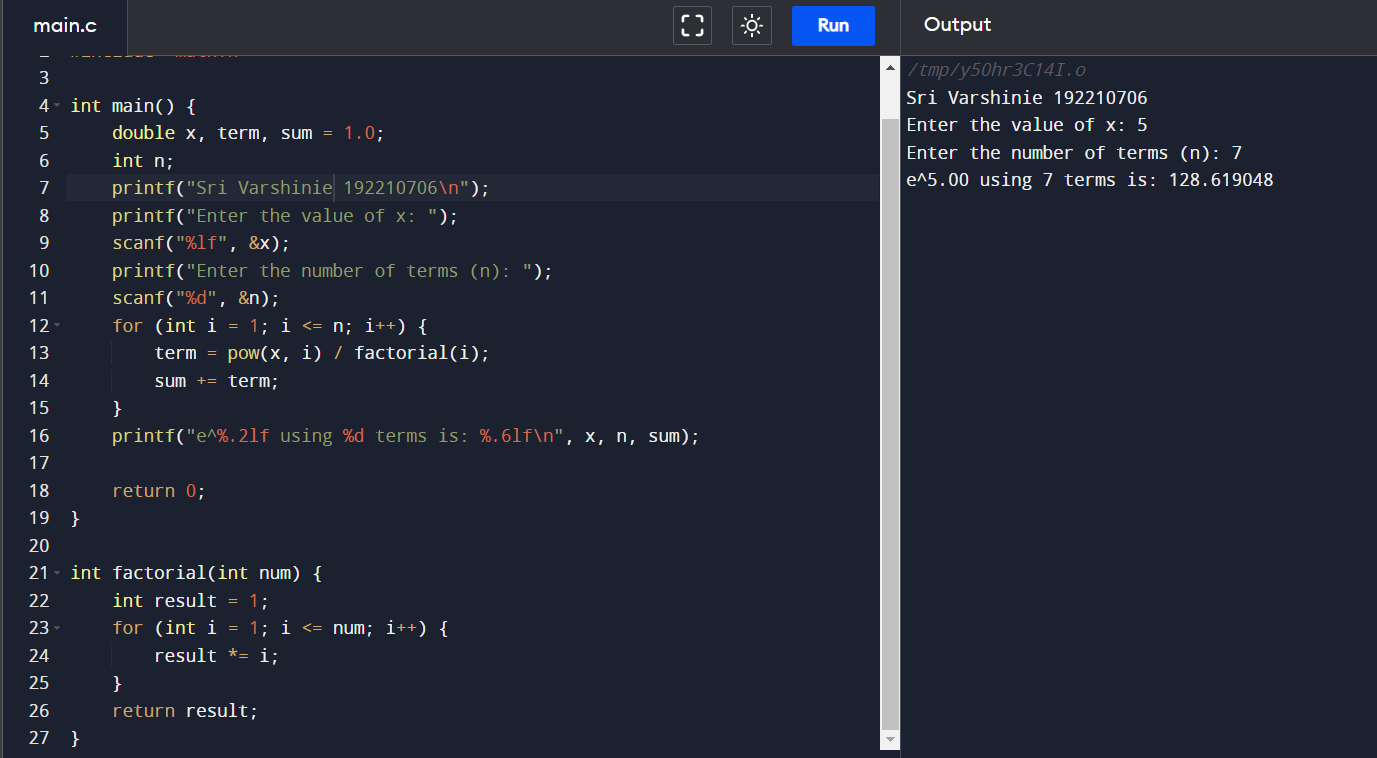 main.c
Run
Output
3
4 int main() {
5     double x, term, sum = 1.0;
6     int n;
7     printf("Sri Varshinie 192210706\n");
8     printf("Enter the value of x: ");
9     scanf("%lf", &x);
10     printf("Enter the number of terms (n): ");
11     scanf("%d", &n);
12     for (int i = 1; i <= n; i++) {
13         term = pow(x, i) / factorial(i);
14         sum += term;
15     }
16     printf("e^%.2lf using %d terms is: %.6lf\n", x, n, sum);
17
18     return 0;
19 }
20
21 int factorial(int num) {
22     int result = 1;
23     for (int i = 1; i <= num; i++) {
24         result *= i;
25     }
26     return result;
27 }
/tmp/y50hr3C14I.o
Sri Varshinie 192210706
Enter the value of x: 5
Enter the number of terms (n): 7
e^5.00 using 7 terms is: 128.619048